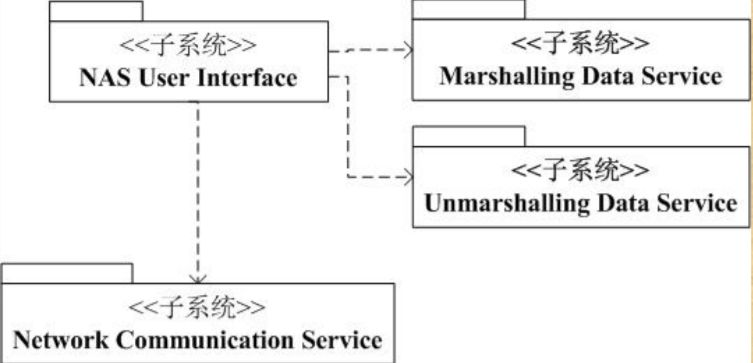 <<子系统>>
NAS User Interface
<<子系统>>
Marshalling Data Service
<<子系统>>
Unmarshalling Data Service
<<子系统>>
Network Communication Service